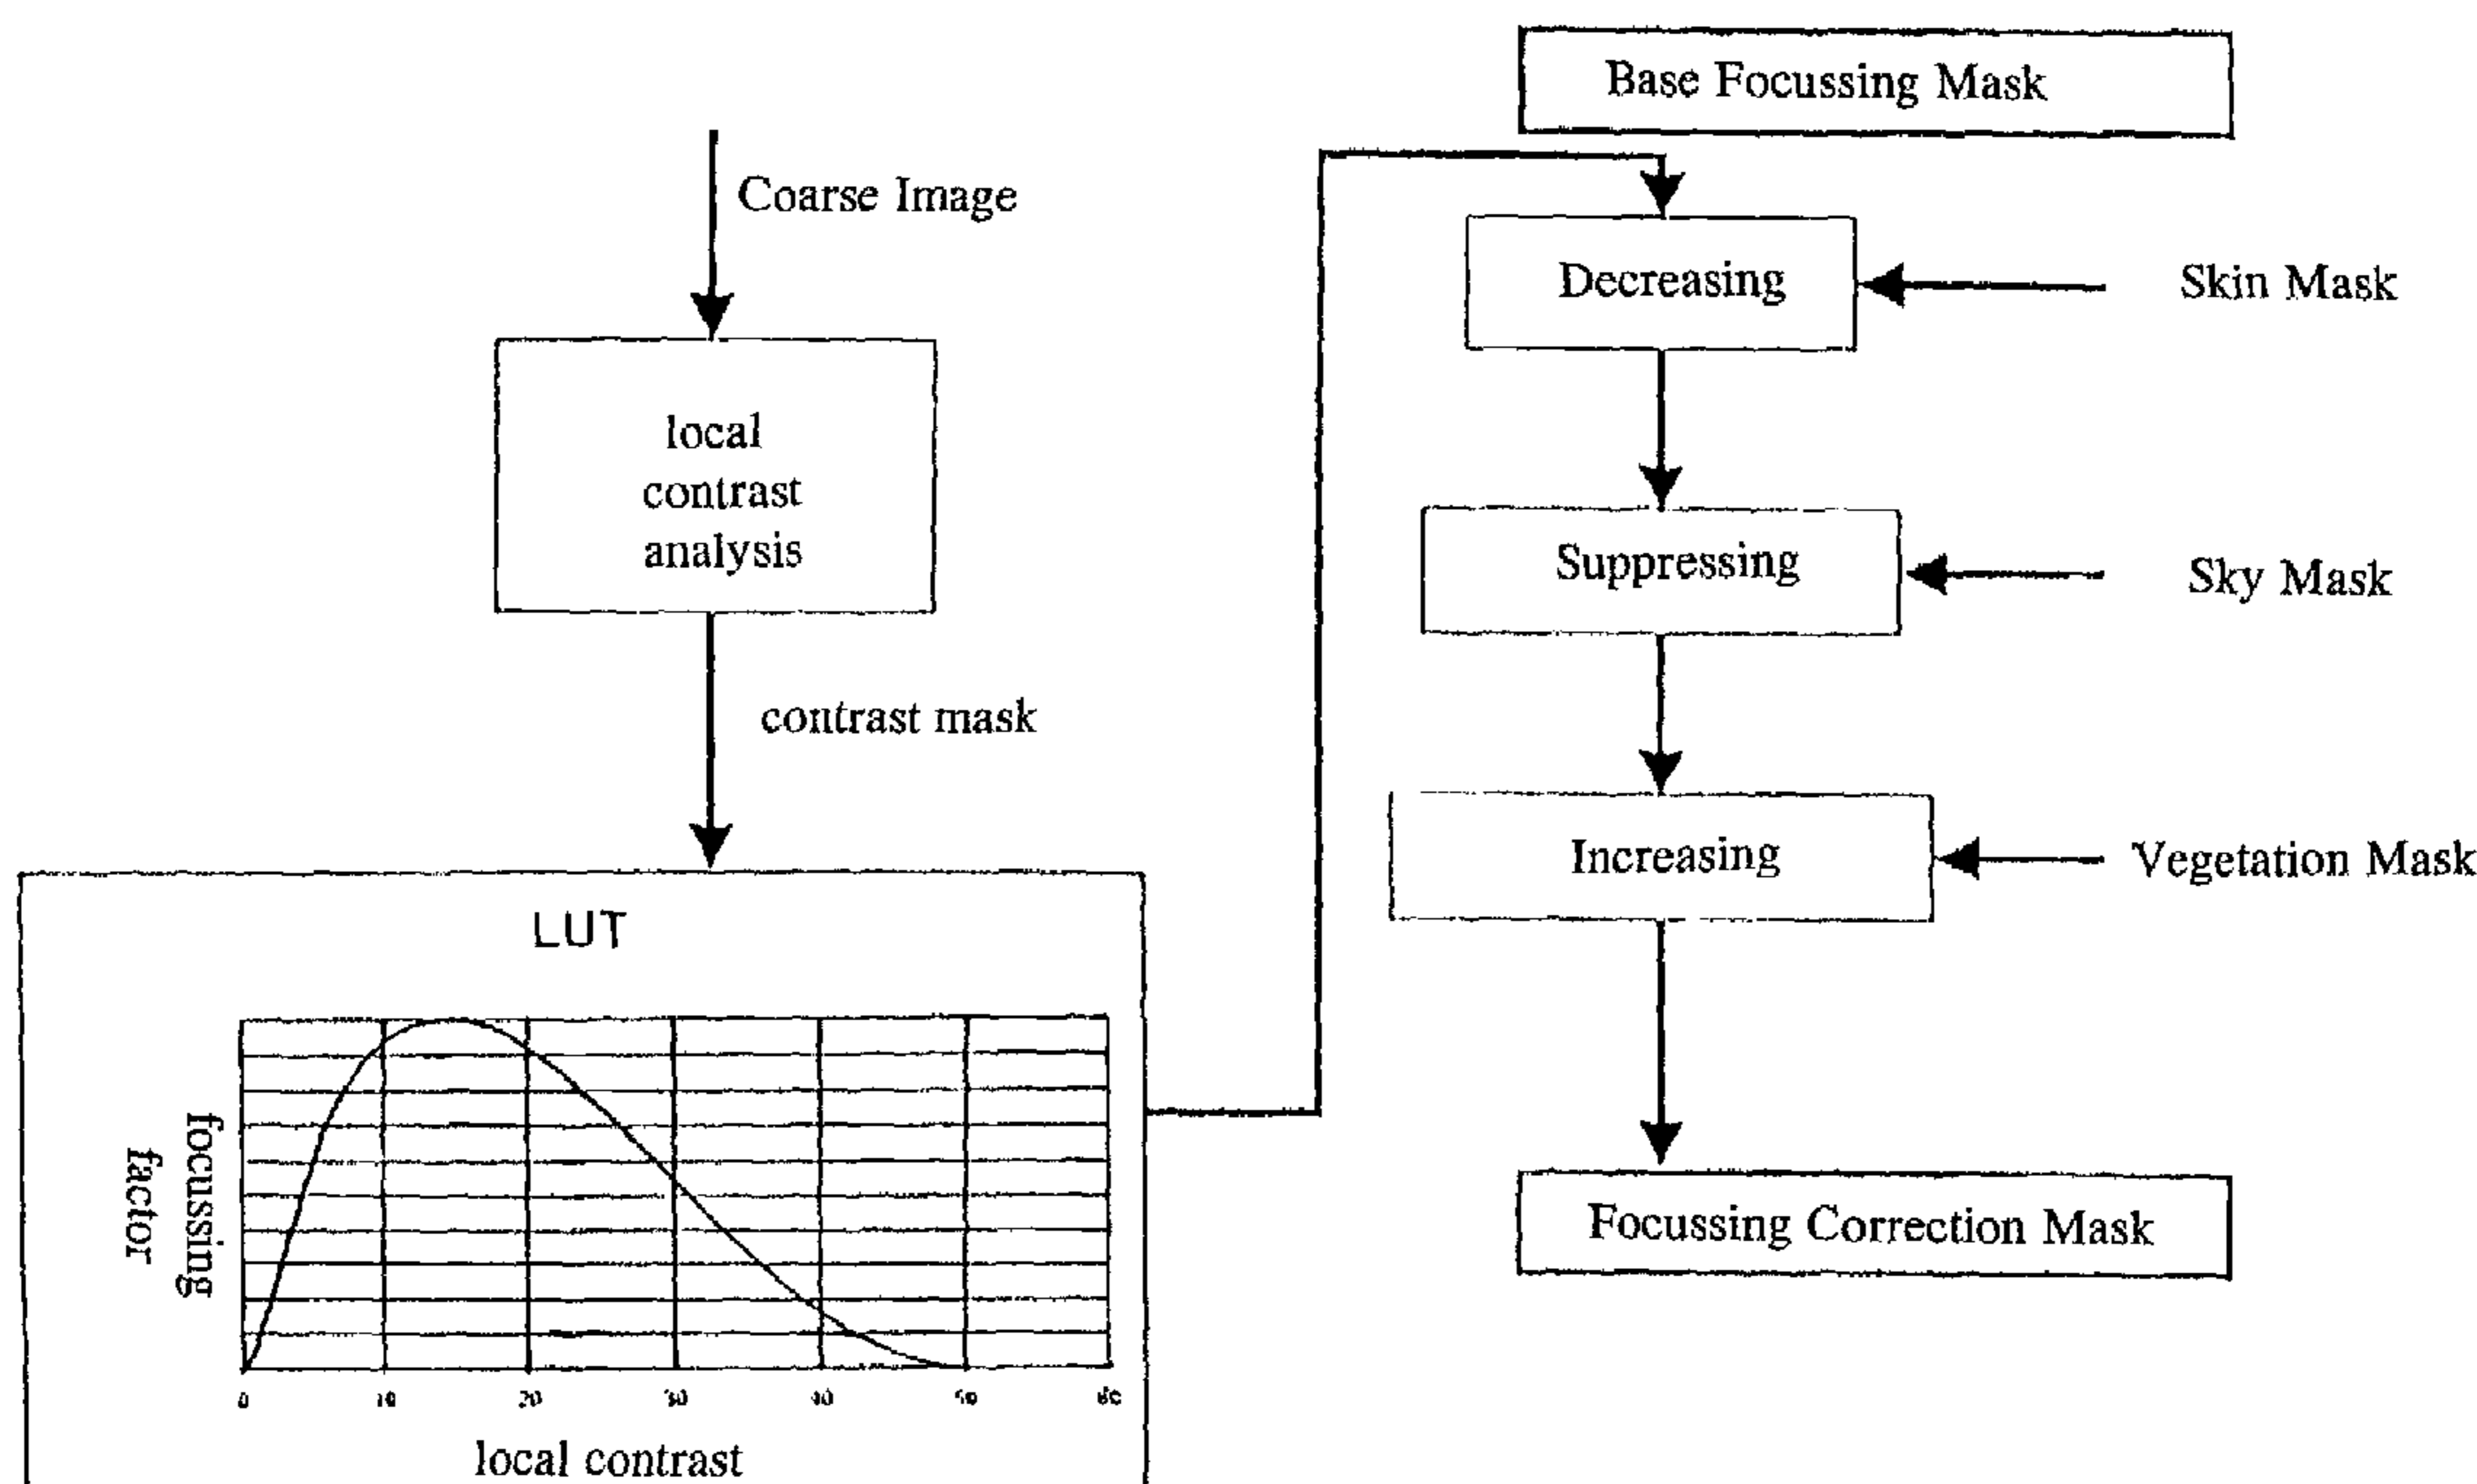 Base Focussing Mask
Coarse Image
Decreasing
Skin Mask
local
contrast
analysis
Suppressing
Sky Mask
contrast mask
Increasing
Vegetation Mask
LUT
focussing
factor
Focussing Correction Mask
0 10 20 30 40 50 60
local contrast